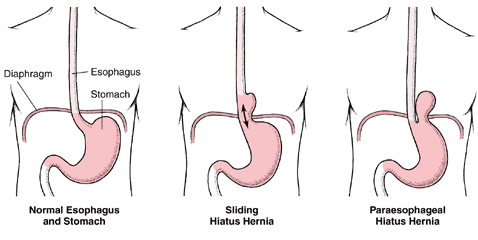 Diaphragm
Esophagus
Stomach
Normal Esophagus
and Stomach
Sliding
Hiatus Hernia
Paraesophageal
Hiatus Hernia